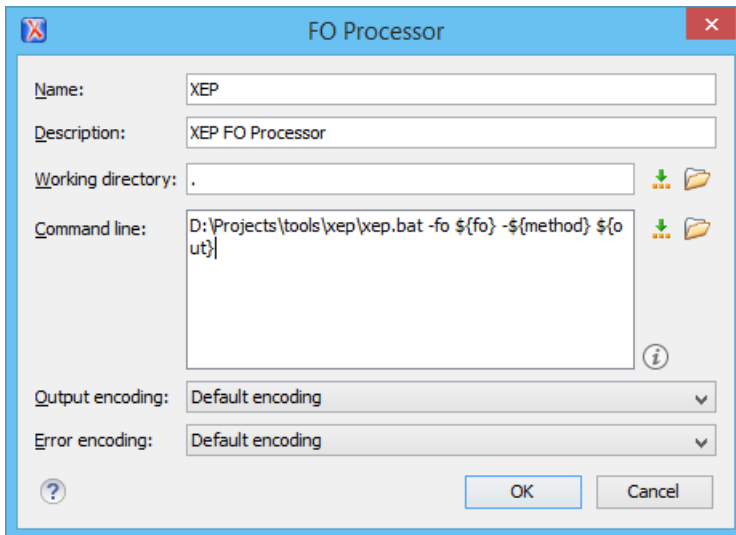 FO Processor
Name: XEP
Description: XEP FO Processor
Working directory: .
Command line: D:\Projects\tools\xep\xep.bat -fo ${fo} -${method} ${o
ut}
Output encoding: Default encoding
Error encoding: Default encoding
OK Cancel